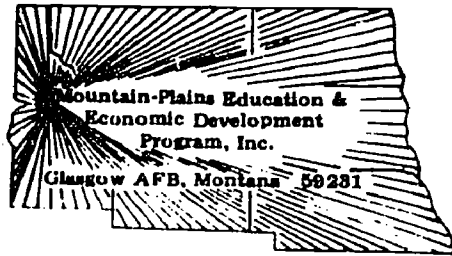 Mountain-Plains Education &
Economic Development
Program, Inc.
Glasgow AFB, Montana 59231